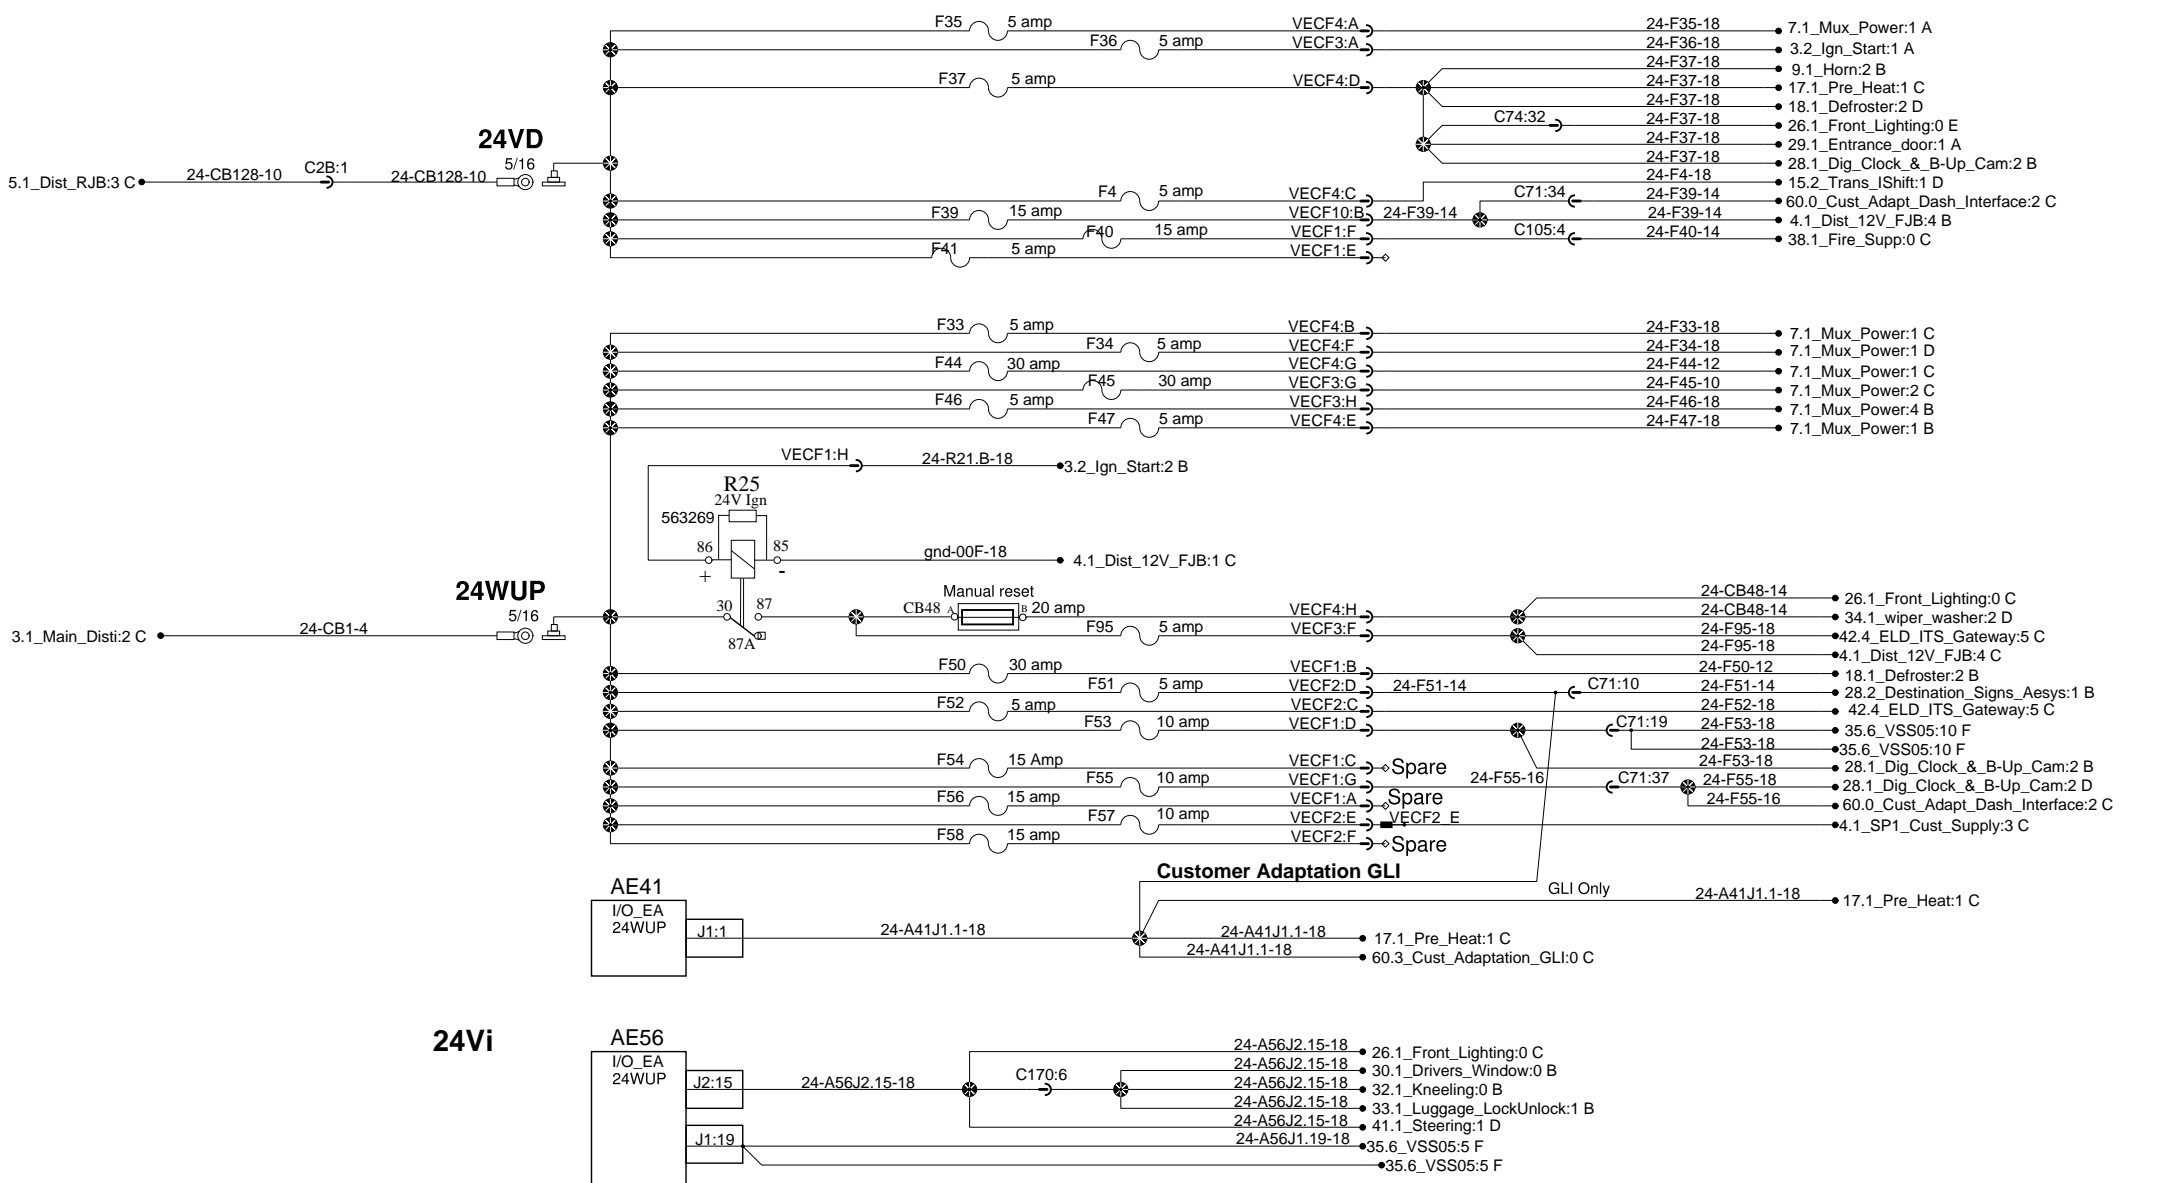 F35 5 amp VECF4:A 24-F35-18 7.1_Mux_Power:1 A
F36 5 amp VECF3:A 24-F36-18 3.2_Ign_Start:1 A
24-F37-18 9.1_Horn:2 B
F37 5 amp VECF4:D 24-F37-18 17.1_Pre_Heat:1 C
24-F37-18 18.1_Defroster:2 D
C74:32 24-F37-18 26.1_Front_Lighting:0 E
24VD
24-F37-18 29.1_Entrance_door:1 A
5/16 24-F37-18 28.1_Dig_Clock_&_B-Up_Cam:2 B
5.1_Dist_RJB:3 C 24-CB128-10 C2B:1 24-CB128-10 24-F4-18 15.2_Trans_IShift:1 D
F4 5 amp VECF4:C C71:34 24-F39-14 60.0_Cust_Adapt_Dash_Interface:2 C
F39 15 amp VECF10:B 24-F39-14 24-F39-14 4.1_Dist_12V_FJB:4 B
F40 15 amp VECF1:F C105:4 24-F40-14 38.1_Fire_Supp:0 C
F41 5 amp VECF1:E
F33 5 amp VECF4:B 24-F33-18 7.1_Mux_Power:1 C
F34 5 amp VECF4:F 24-F34-18 7.1_Mux_Power:1 D
F44 30 amp VECF4:G 24-F44-12 7.1_Mux_Power:1 C
F45 30 amp VECF3:G 24-F45-10 7.1_Mux_Power:2 C
F46 5 amp VECF3:H 24-F46-18 7.1_Mux_Power:4 B
F47 5 amp VECF4:E 24-F47-18 7.1_Mux_Power:1 B
VECF1:H 24-R21.B-18 3.2_Ign_Start:2 B
R25
24V Ign
563269
86 85 gnd-00F-18 4.1_Dist_12V_FJB:1 C
+ -
24WUP
Manual reset 24-CB48-14 26.1_Front_Lighting:0 C
5/16 30 87 CB48 A B 20 amp VECF4:H 24-CB48-14 34.1_wiper_washer:2 D
3.1_Main_Disti:2 C 24-CB1-4 87A F95 5 amp VECF3:F 24-F95-18 42.4_ELD_ITS_Gateway:5 C
24-F95-18 4.1_Dist_12V_FJB:4 C
F50 30 amp VECF1:B 24-F50-12 18.1_Defroster:2 B
F51 5 amp VECF2:D 24-F51-14 C71:10 24-F51-14 28.2_Destination_Signs_Aesys:1 B
F52 5 amp VECF2:C 24-F52-18 42.4_ELD_ITS_Gateway:5 C
F53 10 amp VECF1:D C71:19 24-F53-18 35.6_VSS05:10 F
24-F53-18 35.6_VSS05:10 F
F54 15 Amp VECF1:C Spare 24-F53-18 28.1_Dig_Clock_&_B-Up_Cam:2 B
F55 10 amp VECF1:G 24-F55-16 C71:37 24-F55-18 28.1_Dig_Clock_&_B-Up_Cam:2 D
F56 15 amp VECF1:A Spare 24-F55-16 60.0_Cust_Adapt_Dash_Interface:2 C
F57 10 amp VECF2:E VECF2_E 4.1_SP1_Cust_Supply:3 C
F58 15 amp VECF2:F Spare
Customer Adaptation GLI
AE41 GLI Only 24-A41J1.1-18 17.1_Pre_Heat:1 C
I/O_EA
24WUP
J1:1 24-A41J1.1-18 24-A41J1.1-18 17.1_Pre_Heat:1 C
24-A41J1.1-18 60.3_Cust_Adaptation_GLI:0 C
24Vi AE56
I/O_EA 24-A56J2.15-18 26.1_Front_Lighting:0 C
24WUP C170:6 24-A56J2.15-18 30.1_Drivers_Window:0 B
J2:15 24-A56J2.15-18 24-A56J2.15-18 32.1_Kneeling:0 B
24-A56J2.15-18 33.1_Luggage_LockUnlock:1 B
24-A56J2.15-18 41.1_Steering:1 D
J1:19 24-A56J1.19-18 35.6_VSS05:5 F
35.6_VSS05:5 F